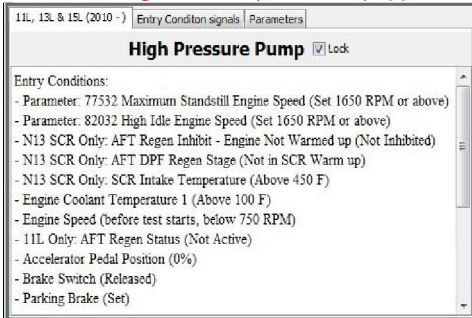 11L, 13L & 15L (2010 - )
Entry Conditon signals
Parameters
High Pressure Pump
Lock
Entry Conditions:
- Parameter: 77532 Maximum Standstill Engine Speed (Set 1650 RPM or above)
- Parameter: 82032 High Idle Engine Speed (Set 1650 RPM or above)
- N13 SCR Only: AFT Regen Inhibit - Engine Not Warmed up (Not Inhibited)
- N13 SCR Only: AFT DPF Regen Stage (Not in SCR Warm up)
- N13 SCR Only: SCR Intake Temperature (Above 450 F)
- Engine Coolant Temperature 1 (Above 100 F)
- Engine Speed (before test starts, below 750 RPM)
- 11L Only: AFT Regen Status (Not Active)
- Accelerator Pedal Position (0%)
- Brake Switch (Released)
- Parking Brake (Set)